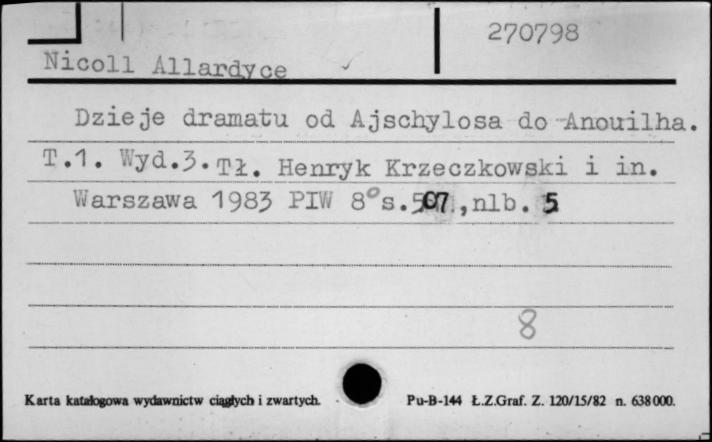 270798
Nicoll Allardyce
Dzieje dramatu od Ajschylosa do Anouilha.
T.1. Wyd.3. Tł. Henryk Krzeczkowski i in.
Warszawa 1983 PIW 8° s.507, nlb. 5
8
Karta katalogowa wydawnictw ciągłych i zwartych. Pu-B-144 Ł.Z.Graf. Z. 120/15/82 n. 638000.